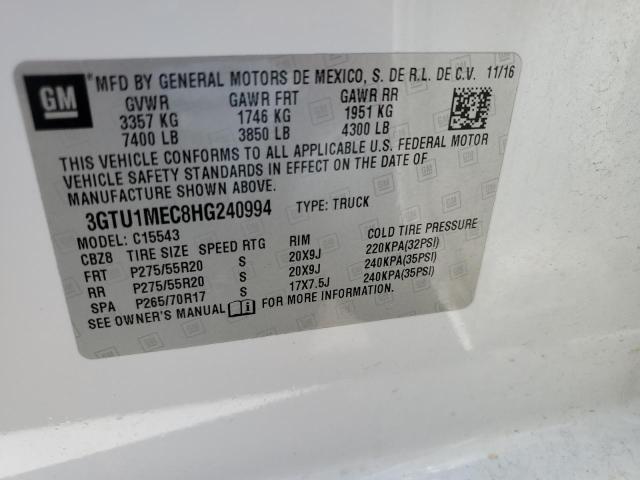 GM
*MFD BY GENERAL MOTORS DE MEXICO, S. DE R.L. DE C.V. 11/16
GVWR GAWR FRT GAWR RR
3357 KG 1746 KG 1951 KG
7400 LB 3850 LB 4300 LB
THIS VEHICLE CONFORMS TO ALL APPLICABLE U.S. FEDERAL MOTOR
VEHICLE SAFETY STANDARDS IN EFFECT ON THE DATE OF
MANUFACTURE SHOWN ABOVE.
3GTU1MEC8HG240994 TYPE: TRUCK
MODEL: C15543
CBZ8 TIRE SIZE SPEED RTG RIM COLD TIRE PRESSURE
FRT P275/55R20 S 20X9J 220KPA(32PSI)
RR P275/55R20 S 20X9J 240KPA(35PSI)
SPA P265/70R17 S 17X7.5J 240KPA(35PSI)
SEE OWNER'S MANUAL FOR MORE INFORMATION.